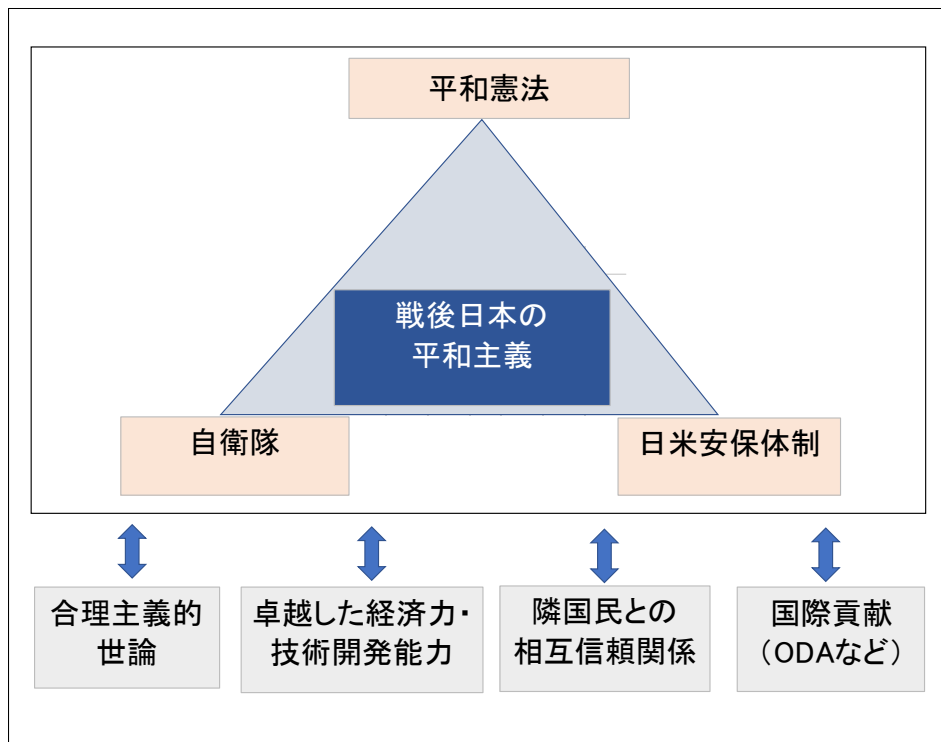 平和憲法
戦後日本の
平和主義
自衛隊
日米安保体制
合理主義的
世論
卓越した経済力・
技術開発能力
隣国民との
相互信頼関係
国際貢献
（ODAなど）